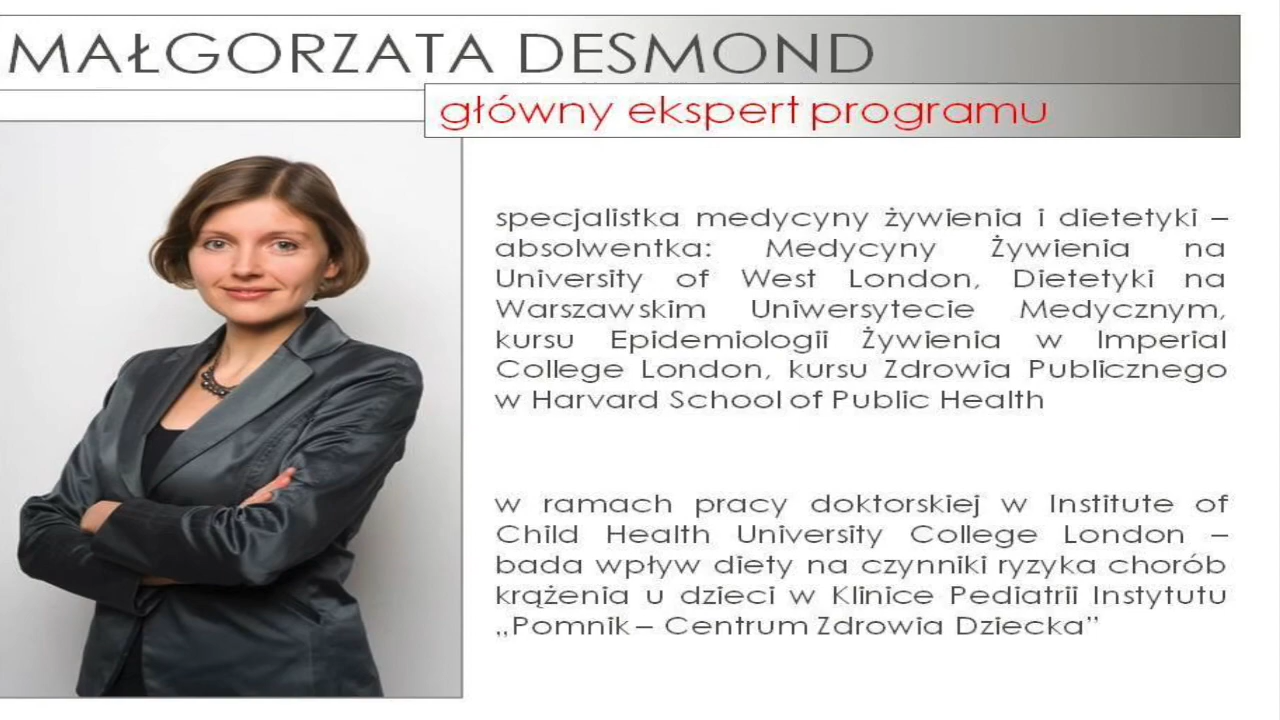 MAŁGORZATA DESMOND
główny ekspert programu
specjalistka medycyny żywienia i dietetyki –
absolwentka: Medycyny Żywienia na
University of West London, Dietetyki na
Warszawskim Uniwersytecie Medycznym,
kursu Epidemiologii Żywienia w Imperial
College London, kursu Zdrowia Publicznego
w Harvard School of Public Health
w ramach pracy doktorskiej w Institute of
Child Health University College London –
bada wpływ diety na czynniki ryzyka chorób
krążenia u dzieci w Klinice Pediatrii Instytutu
„Pomnik – Centrum Zdrowia Dziecka”